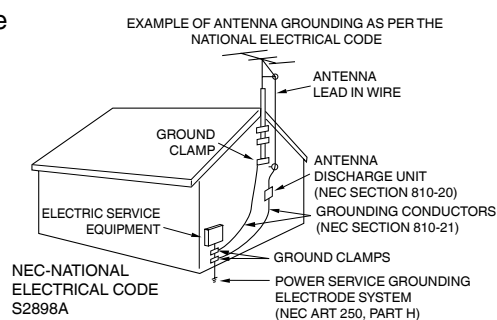 e
EXAMPLE OF ANTENNA GROUNDING AS PER THE
NATIONAL ELECTRICAL CODE
ANTENNA
LEAD IN WIRE
GROUND
CLAMP
ANTENNA
DISCHARGE UNIT
(NEC SECTION 810-20)
ELECTRIC SERVICE
EQUIPMENT
GROUNDING CONDUCTORS
(NEC SECTION 810-21)
GROUND CLAMPS
NEC-NATIONAL
ELECTRICAL CODE
S2898A
POWER SERVICE GROUNDING
ELECTRODE SYSTEM
(NEC ART 250, PART H)